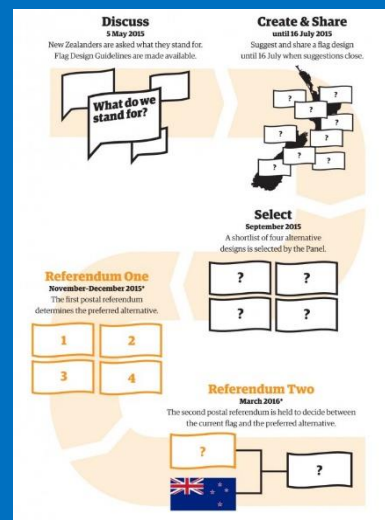 Discuss
5 May 2015
New Zealanders are asked what they stand for.
Flag Design Guidelines are made available.
What do we
stand for?
Create & Share
until 16 July 2015
Suggest and share a flag design
until 16 July when suggestions close.
?
?
?
?
?
?
?
?
?
Select
September 2015
A shortlist of four alternative
designs is selected by the Panel.
? ?
? ?
Referendum One
November-December 2015*
The first postal referendum
determines the preferred alternative.
1 2
3 4
Referendum Two
March 2016*
The second postal referendum is held to decide between
the current flag and the preferred alternative.
?
?